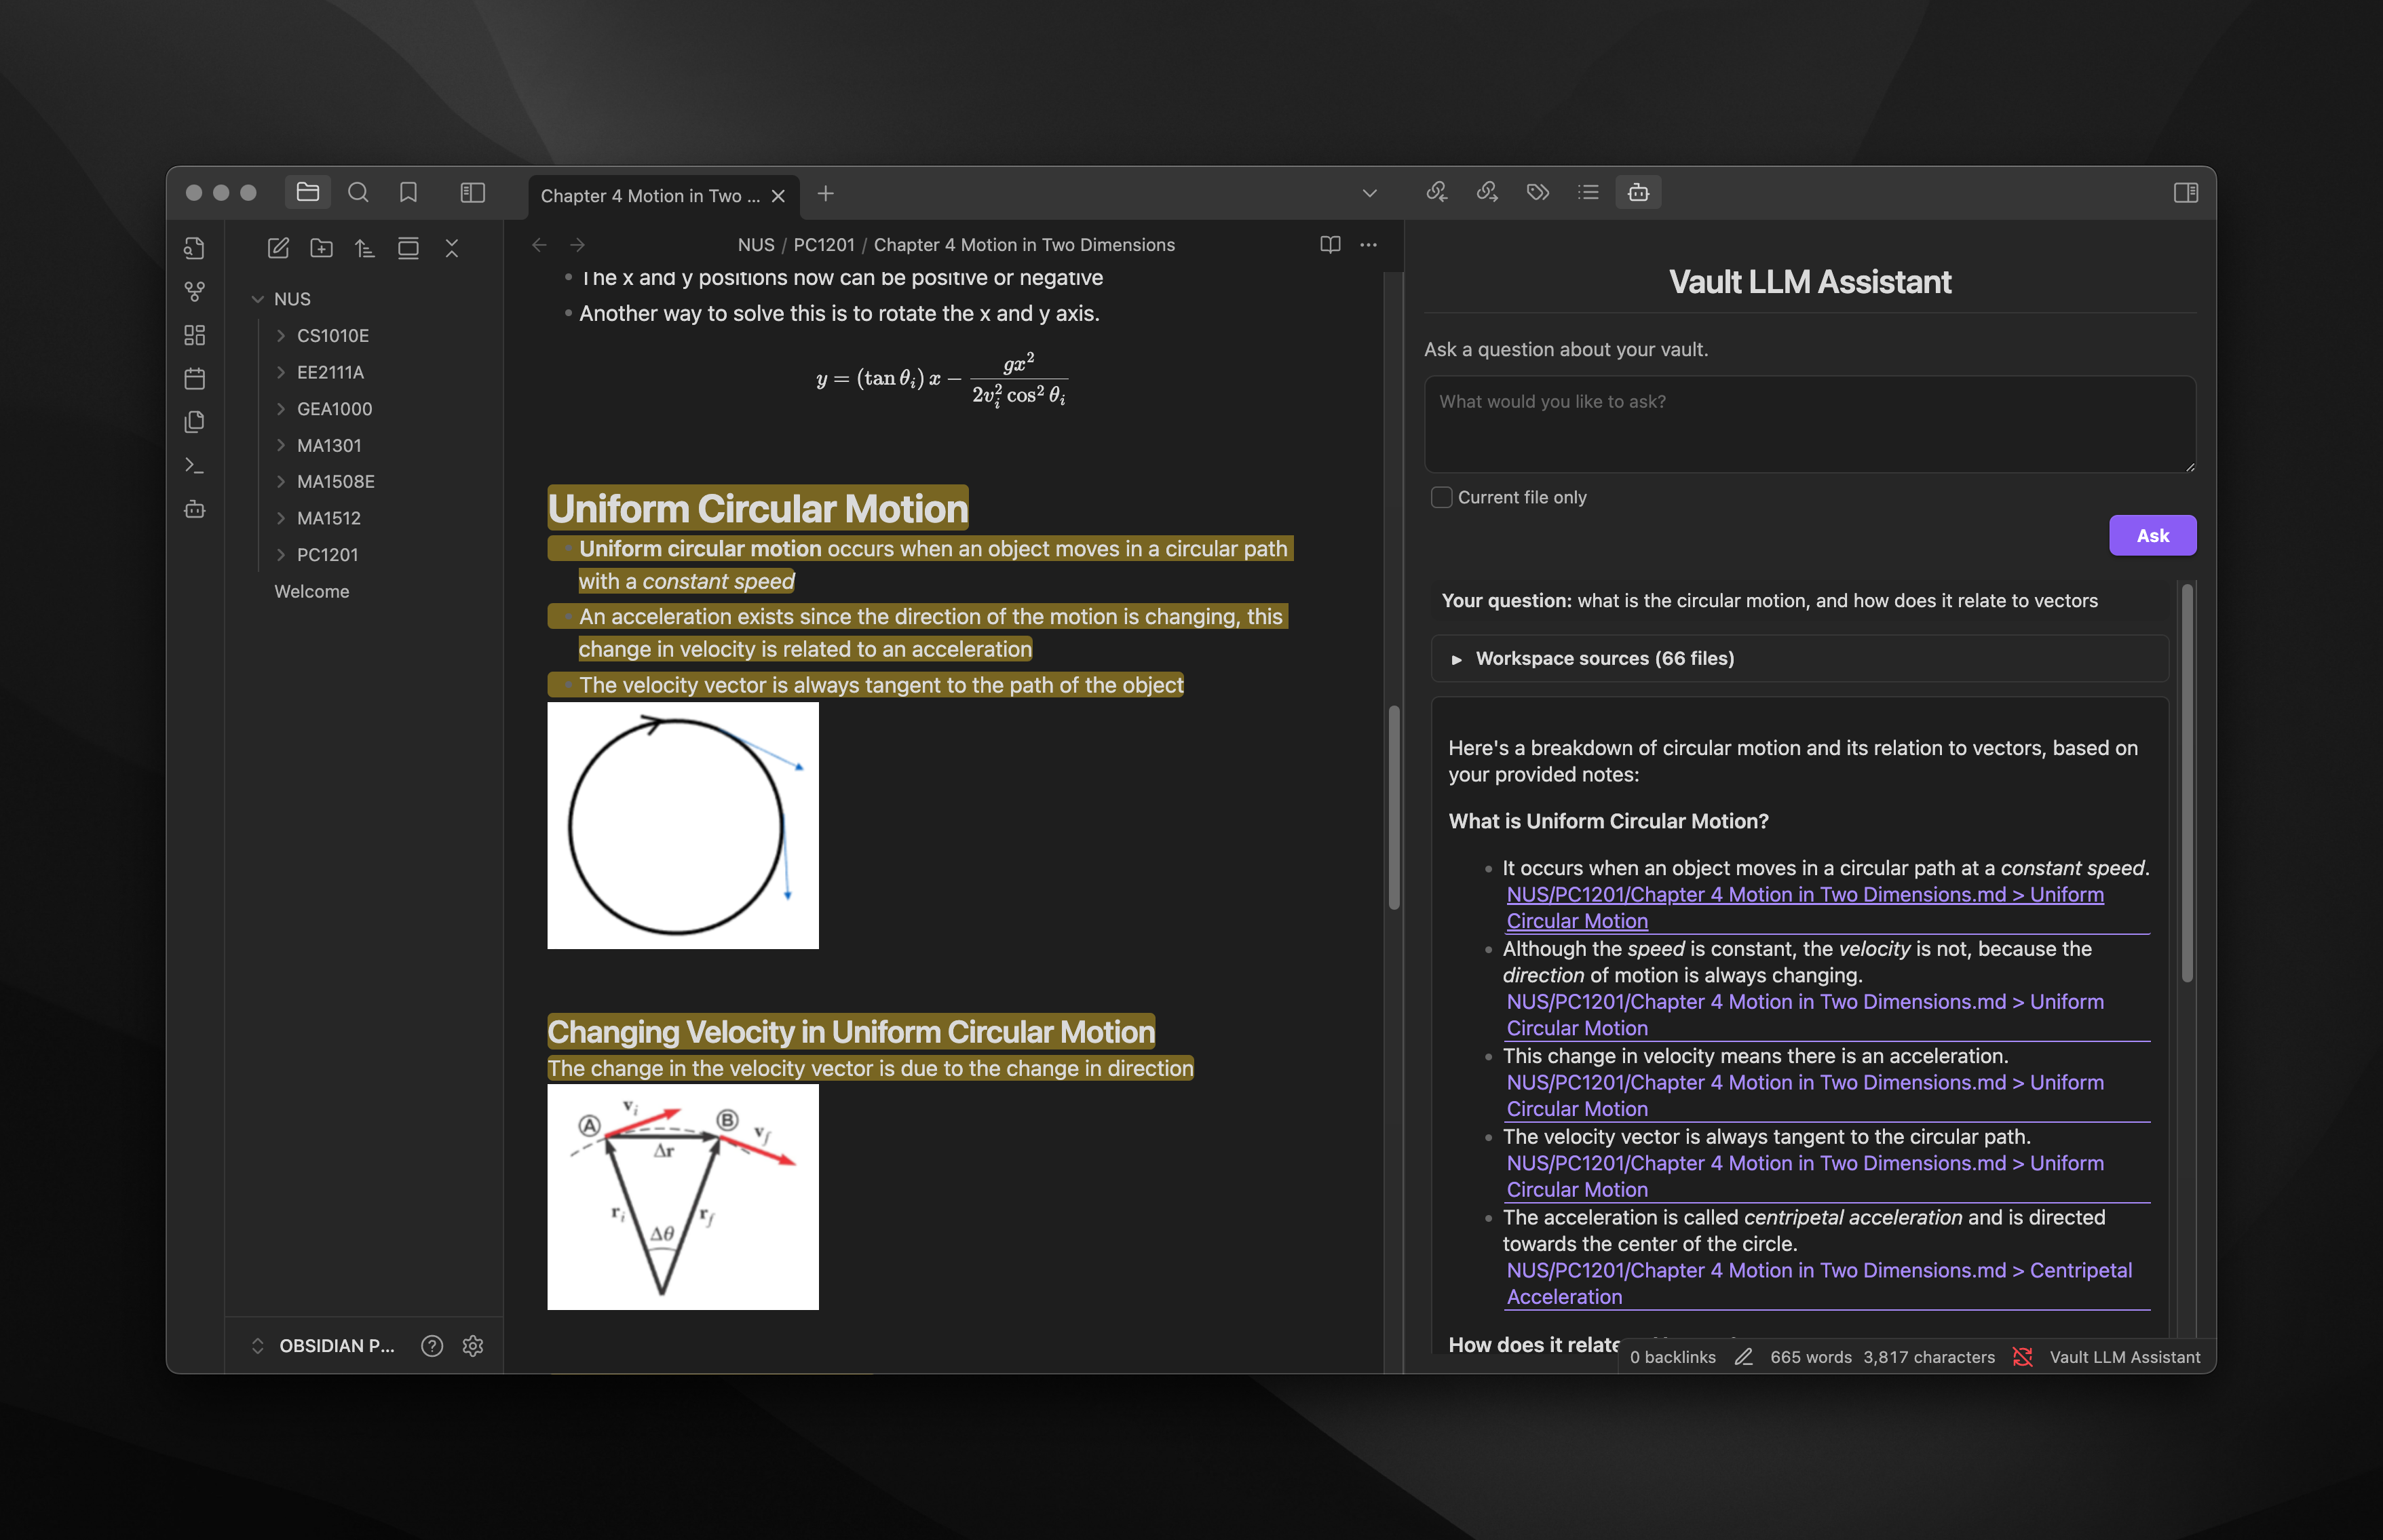 Chapter 4 Motion in Two ...
NUS / PC1201 / Chapter 4 Motion in Two Dimensions
NUS
CS1010E
EE2111A
GEA1000
MA1301
MA1508E
MA1512
PC1201
Welcome
OBSIDIAN P...
The x and y positions now can be positive or negative
Another way to solve this is to rotate the x and y axis.
y = (tan θᵢ) x − gx² / 2vᵢ² cos² θᵢ
Uniform Circular Motion
Uniform circular motion occurs when an object moves in a circular path
with a constant speed
An acceleration exists since the direction of the motion is changing, this
change in velocity is related to an acceleration
The velocity vector is always tangent to the path of the object
Changing Velocity in Uniform Circular Motion
The change in the velocity vector is due to the change in direction
vᵢ
A
B
v_f
Δr
rᵢ
r_f
Δθ
Vault LLM Assistant
Ask a question about your vault.
What would you like to ask?
Current file only
Ask
Your question: what is the circular motion, and how does it relate to vectors
Workspace sources (66 files)
Here's a breakdown of circular motion and its relation to vectors, based on
your provided notes:
What is Uniform Circular Motion?
It occurs when an object moves in a circular path at a constant speed.
NUS/PC1201/Chapter 4 Motion in Two Dimensions.md > Uniform
Circular Motion
Although the speed is constant, the velocity is not, because the
direction of motion is always changing.
NUS/PC1201/Chapter 4 Motion in Two Dimensions.md > Uniform
Circular Motion
This change in velocity means there is an acceleration.
NUS/PC1201/Chapter 4 Motion in Two Dimensions.md > Uniform
Circular Motion
The velocity vector is always tangent to the circular path.
NUS/PC1201/Chapter 4 Motion in Two Dimensions.md > Uniform
Circular Motion
The acceleration is called centripetal acceleration and is directed
towards the center of the circle.
NUS/PC1201/Chapter 4 Motion in Two Dimensions.md > Centripetal
Acceleration
How does it relate
0 backlinks 665 words 3,817 characters Vault LLM Assistant